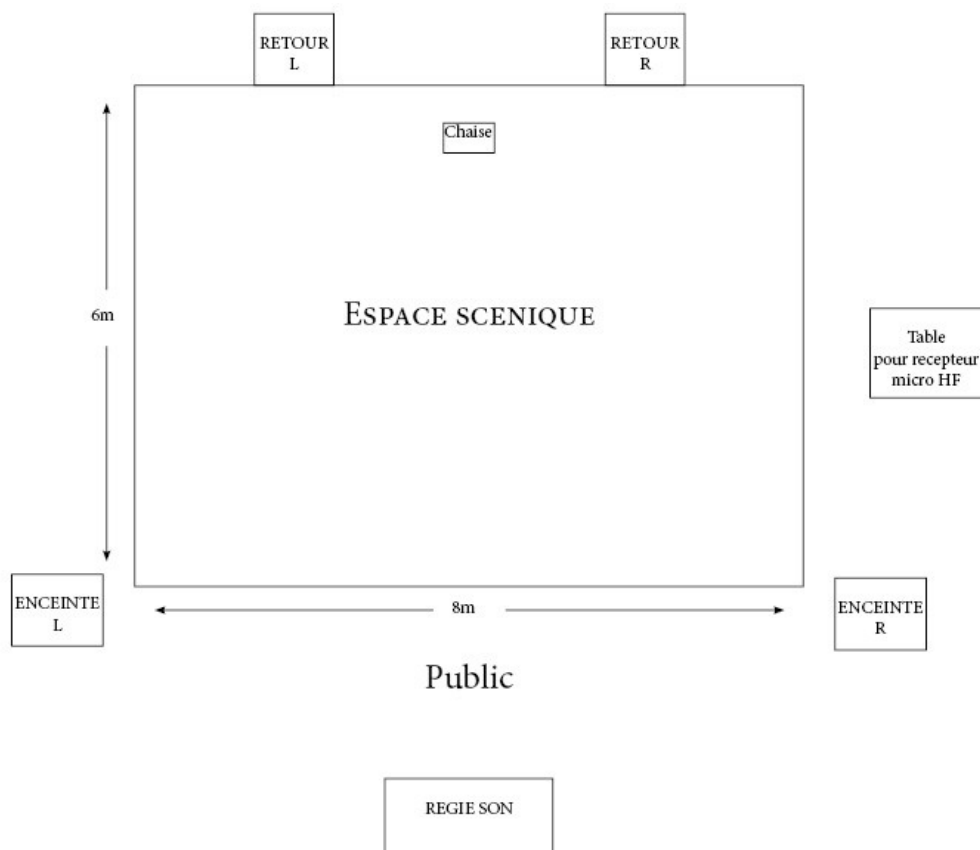 RETOUR
L
RETOUR
R
Chaise
ESPACE SCENIQUE
6m
Table
pour recepteur
micro HF
ENCEINTE
L
8m
ENCEINTE
R
Public
REGIE SON